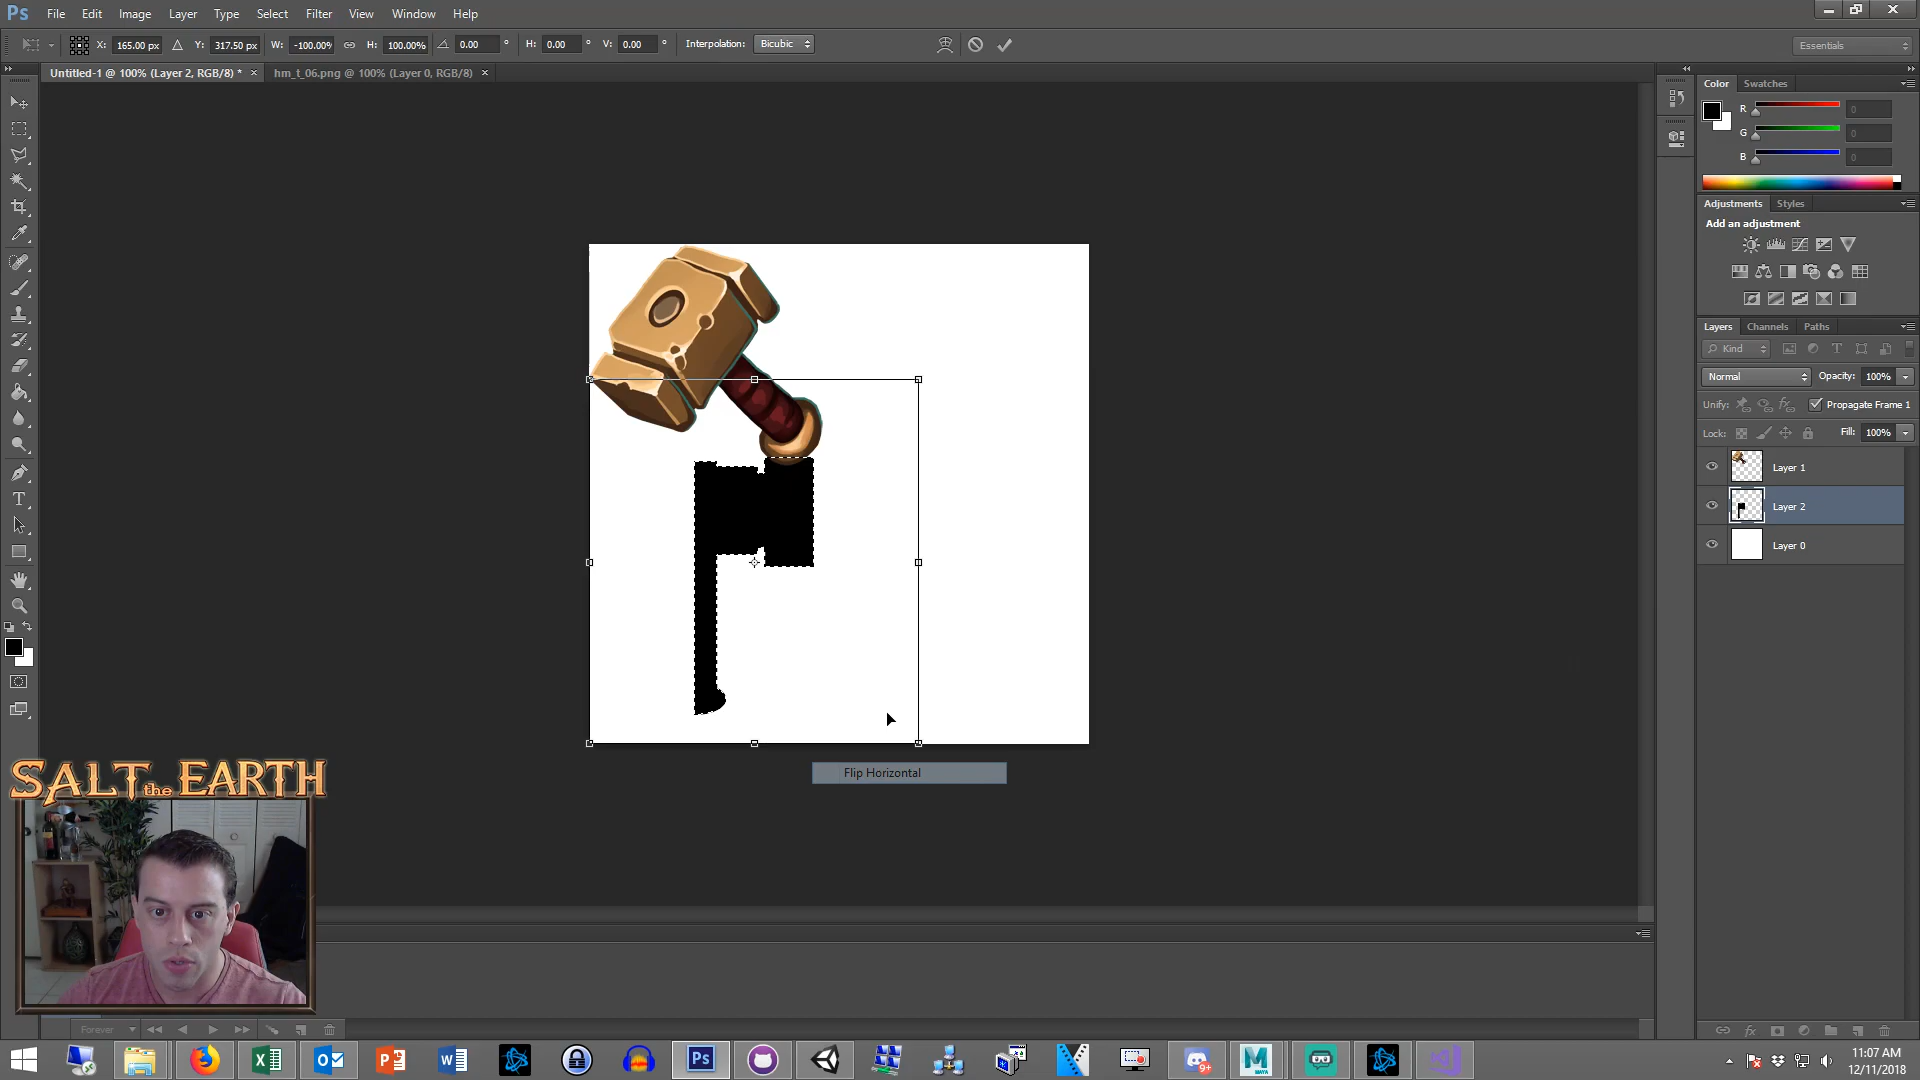 Ps File Edit Image Layer Type Select Filter View Window Help
X: 165.00 px Y: 317.50 px W: -100.00% H: 100.00% 0.00 ° H: 0.00 ° V: 0.00 ° Interpolation: Bicubic Essentials
Untitled-1 @ 100% (Layer 2, RGB/8) * × hm_t_06.png @ 100% (Layer 0, RGB/8) ×
Color Swatches
R 0
G 0
B 0
Adjustments Styles
Add an adjustment
Layers Channels Paths
Kind
Normal Opacity: 100%
Unify: Propagate Frame 1
Lock: Fill: 100%
Layer 1
Layer 2
Layer 0
Flip Horizontal
SALT the EARTH
Forever
11:07 AM
12/11/2018